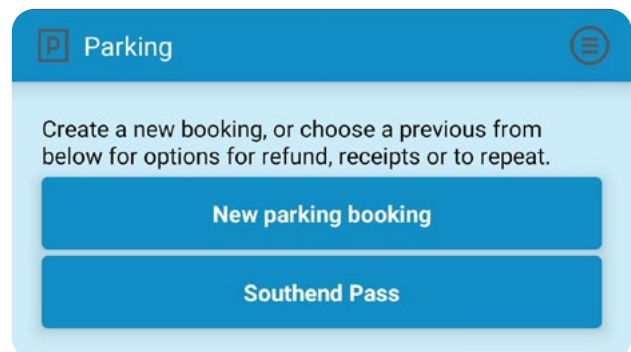 P Parking
Create a new booking, or choose a previous from
below for options for refund, receipts or to repeat.
New parking booking
Southend Pass